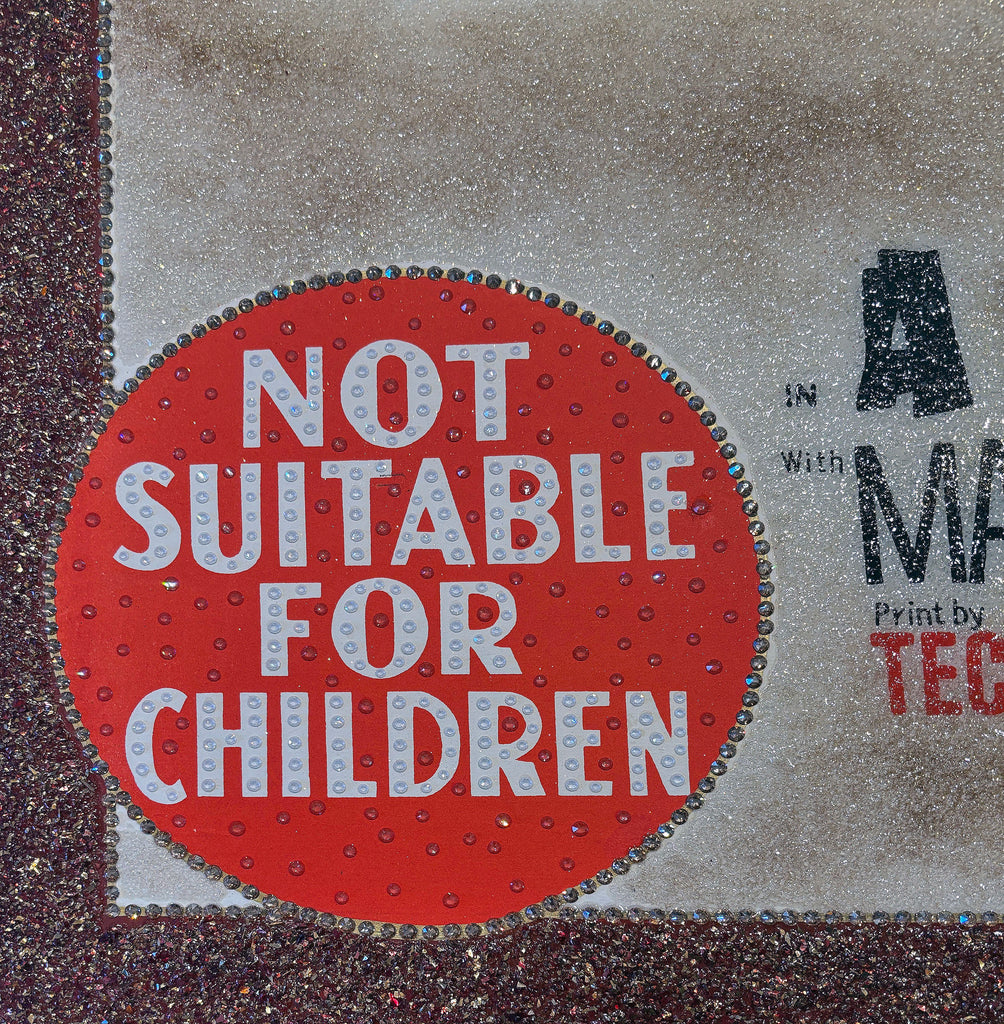 NOT
SUITABLE
FOR
CHILDREN
IN A
With MA
Print by
TEC